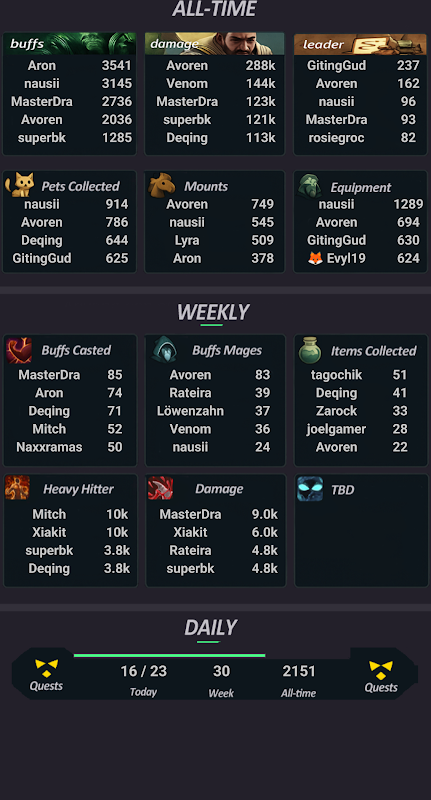 ALL-TIME
buffs damage leader
Aron 3541 Avoren 288k GitingGud 237
nausii 3145 Venom 144k Avoren 162
MasterDra 2736 MasterDra 123k nausii 96
Avoren 2036 superbk 121k MasterDra 93
superbk 1285 Deqing 113k rosiegroc 82
Pets Collected Mounts Equipment
nausii 914 Avoren 749 nausii 1289
Avoren 786 nausii 545 Avoren 694
Deqing 644 Lyra 509 GitingGud 630
GitingGud 625 Aron 378 🦊 Evyl19 624
WEEKLY
Buffs Casted Buffs Mages Items Collected
MasterDra 85 Avoren 83 tagochik 51
Aron 74 Rateira 39 Deqing 41
Deqing 71 Löwenzahn 37 Zarock 33
Mitch 52 Venom 36 joelgamer 28
Naxxramas 50 nausii 24 Avoren 22
Heavy Hitter Damage TBD
Mitch 10k MasterDra 9.0k
Xiakit 10k Xiakit 6.0k
superbk 3.8k Rateira 4.8k
Deqing 3.8k superbk 4.8k
DAILY
16 / 23 30 2151
Quests Today Week All-time Quests